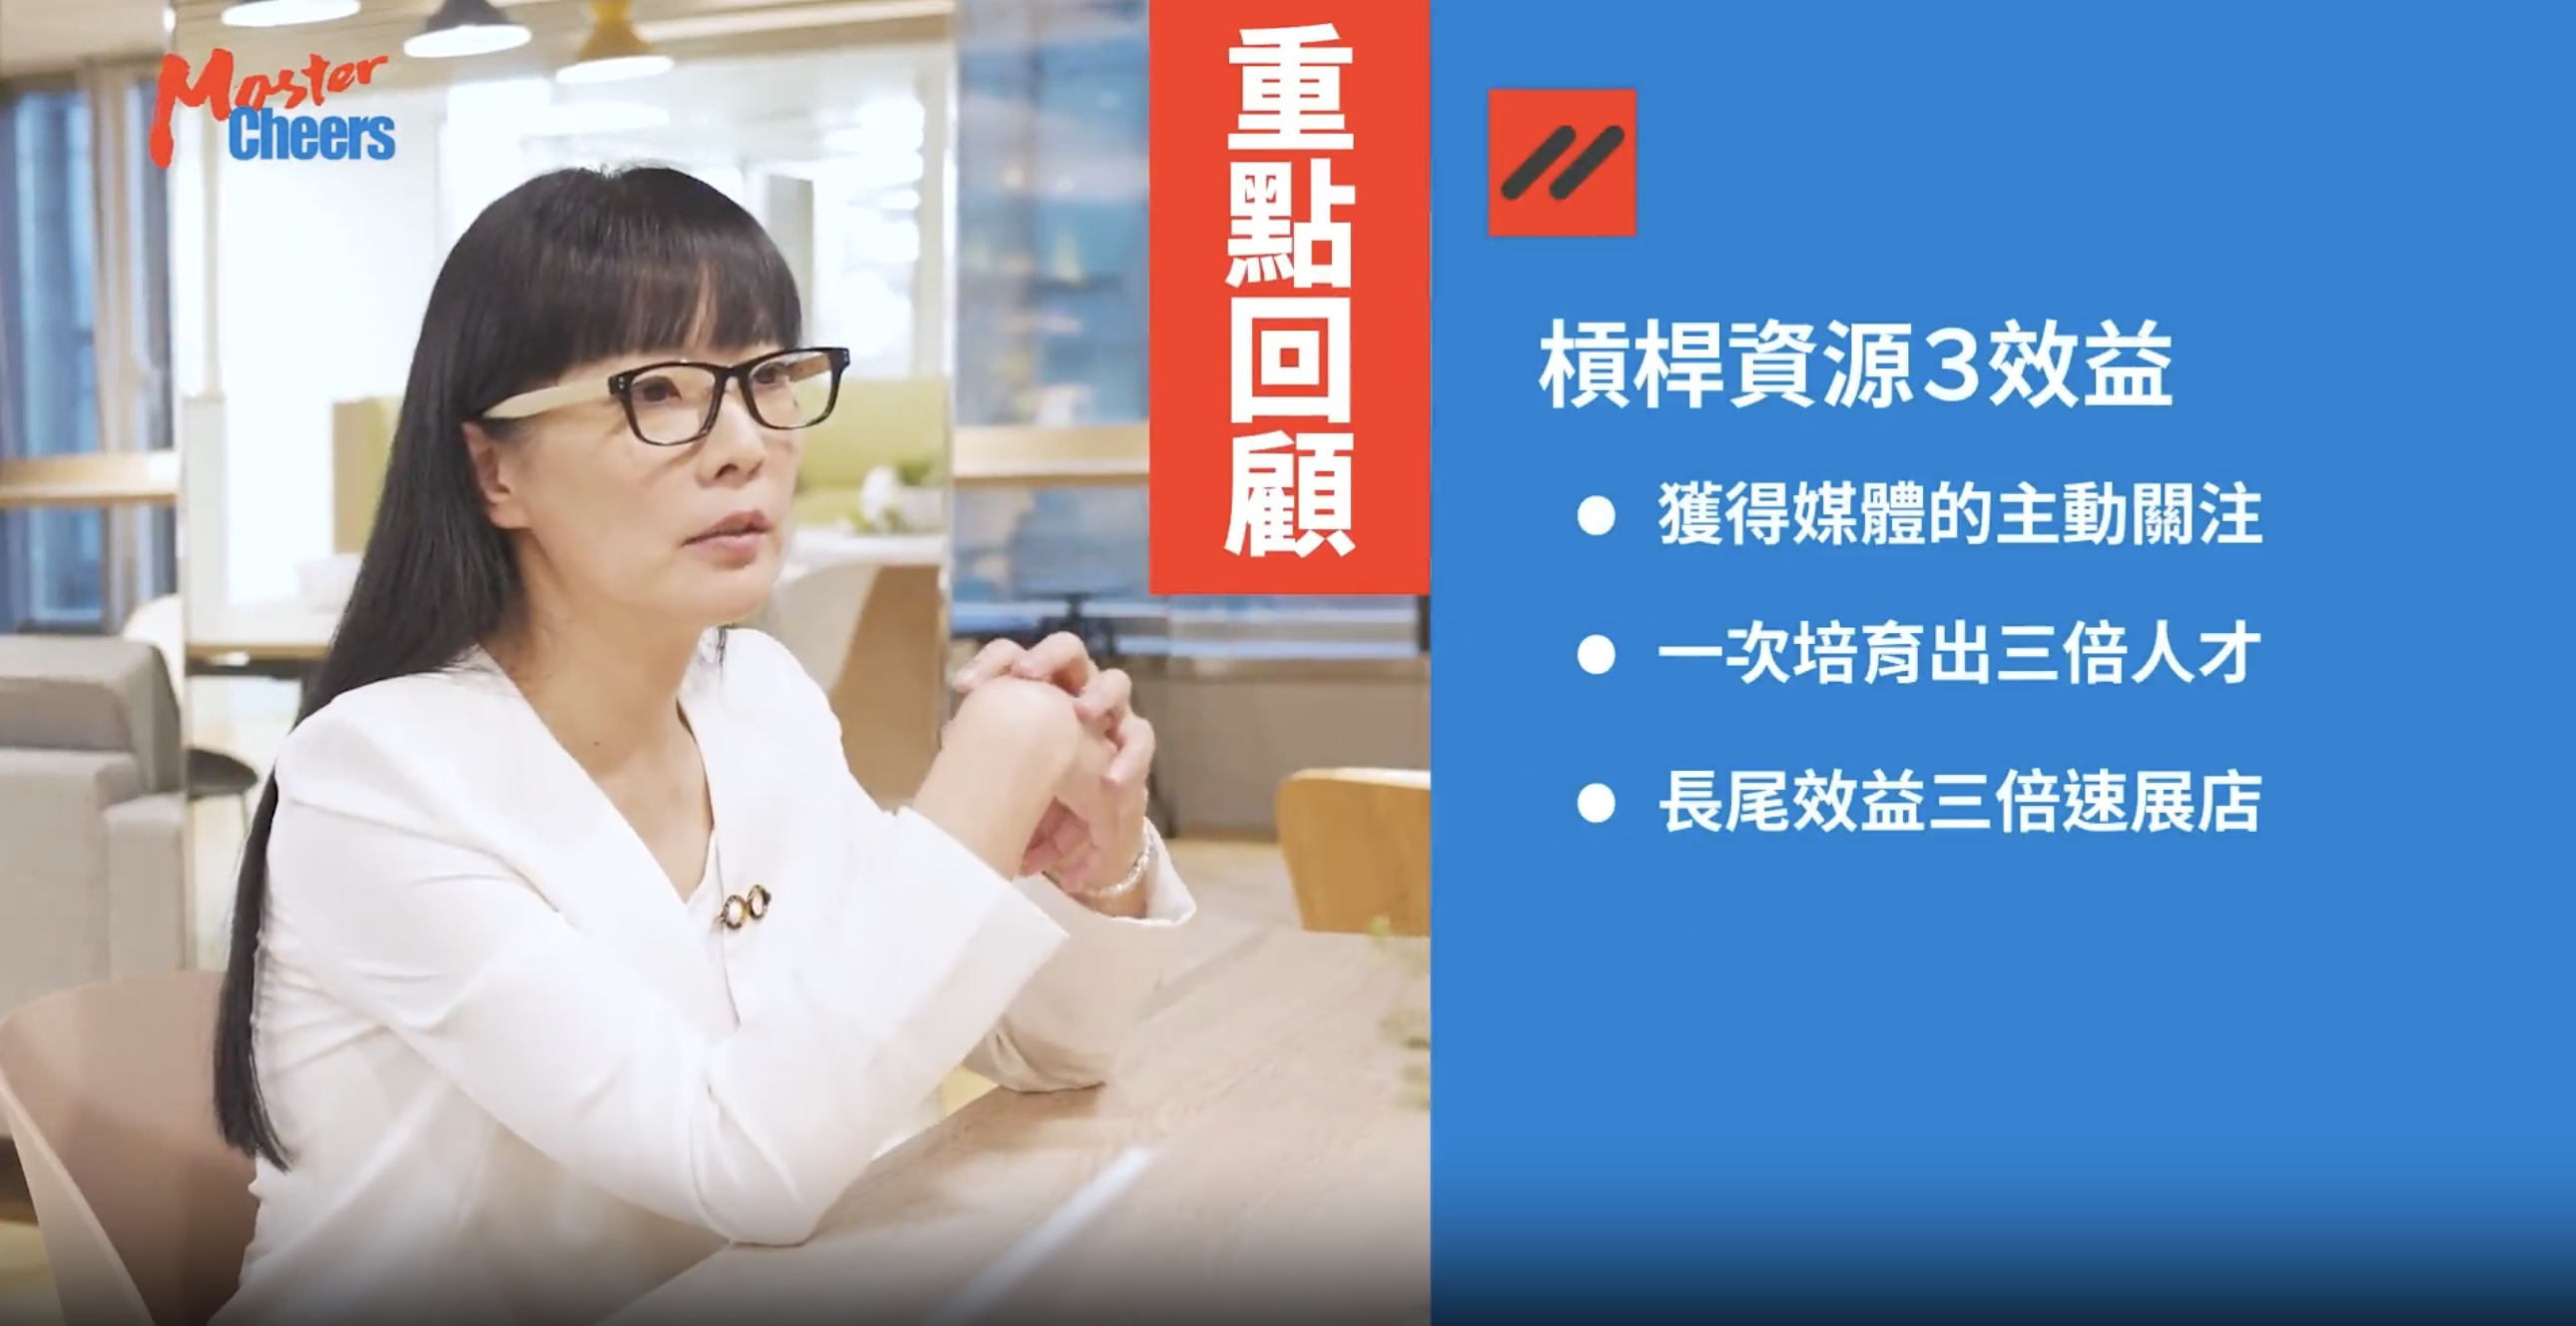 Master
Cheers
重點回顧
槓桿資源3效益
● 獲得媒體的主動關注
● 一次培育出三倍人才
● 長尾效益三倍速展店